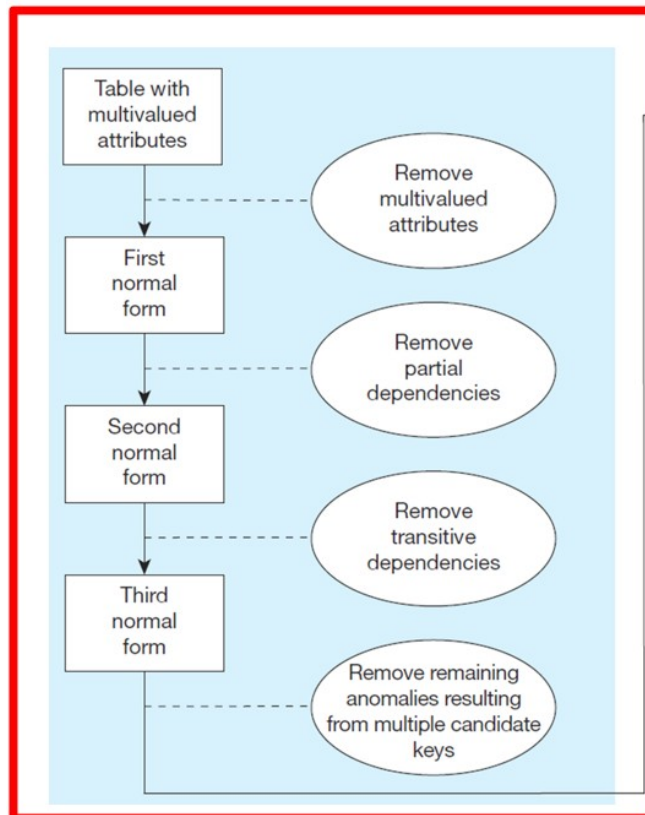 Table with
multivalued
attributes
Remove
multivalued
attributes
First
normal
form
Remove
partial
dependencies
Second
normal
form
Remove
transitive
dependencies
Third
normal
form
Remove remaining
anomalies resulting
from multiple candidate
keys